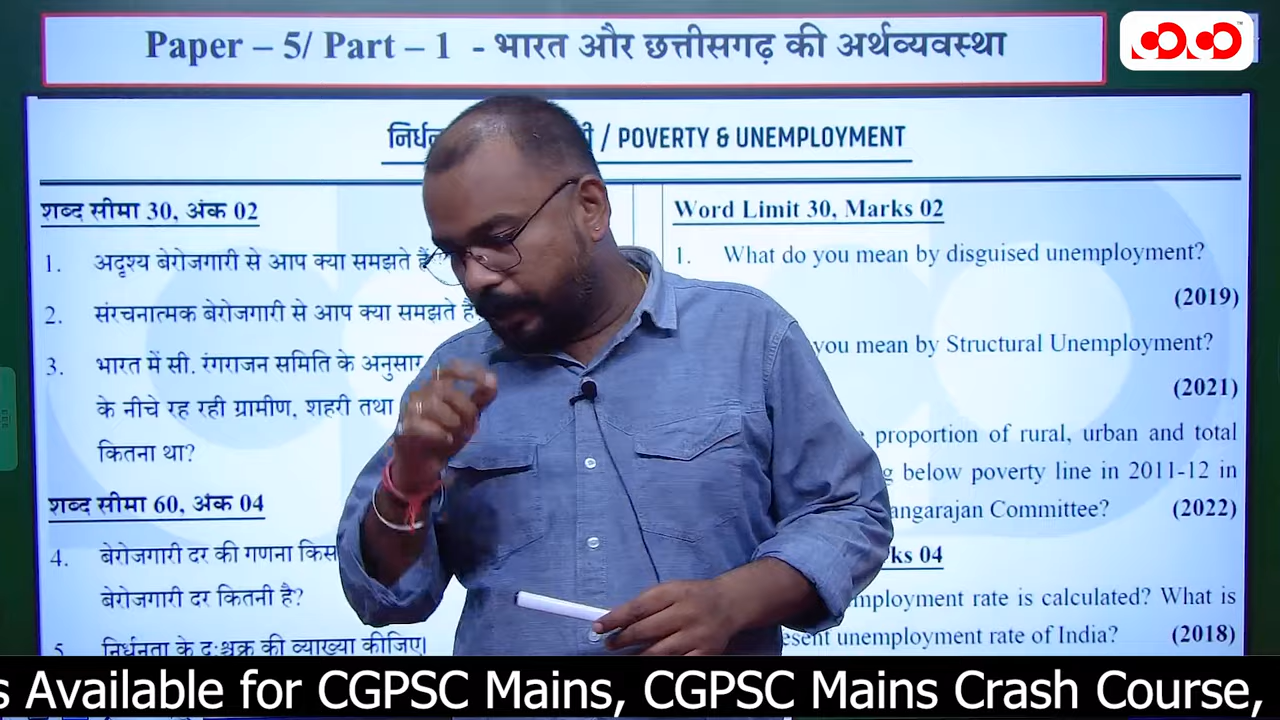 Paper – 5/ Part – 1 - भारत और छत्तीसगढ़ की अर्थव्यवस्था
/ POVERTY & UNEMPLOYMENT
शब्द सीमा 30, अंक 02
1. अदृश्य बेरोजगारी से आप क्या समझते
2. संरचनात्मक बेरोजगारी से आप क्या समझते
3. भारत में सी. रंगराजन समिति के अनुसार
के नीचे रह रही ग्रामीण, शहरी तथा
कितना था?
शब्द सीमा 60, अंक 04
4. बेरोजगारी दर की गणना
बेरोजगारी दर कितनी है?
5. निर्धनता के दुःश्चक्र की व्याख्या कीजिए।
Word Limit 30, Marks 02
1. What do you mean by disguised unemployment?
(2019)
you mean by Structural Unemployment?
(2021)
proportion of rural, urban and total
below poverty line in 2011-12 in
Committee? (2022)
04
rate is calculated? What is
unemployment rate of India? (2018)
Available for CGPSC Mains, CGPSC Mains Crash Course,